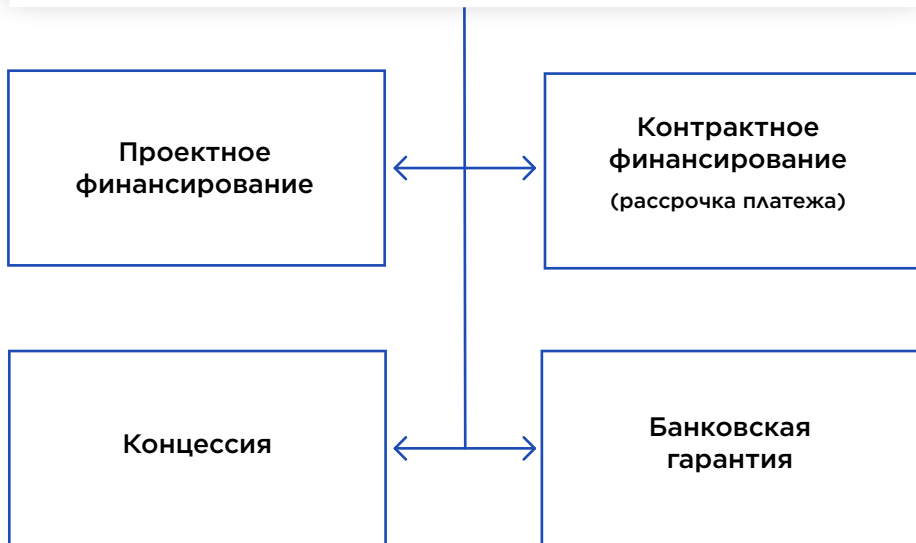 Проектное
финансирование
Контрактное
финансирование
(рассрочка платежа)
Концессия
Банковская
гарантия